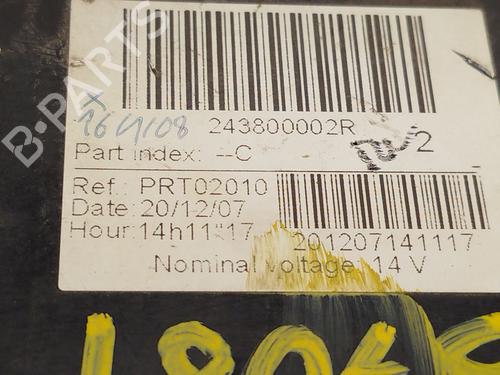 B-PARTS
16/4/08 243800002R
2
Part index: --C
Ref.: PRT02010
Date: 20/12/07
Hour: 14h11"17
201207141117
Nominal voltage 14 V